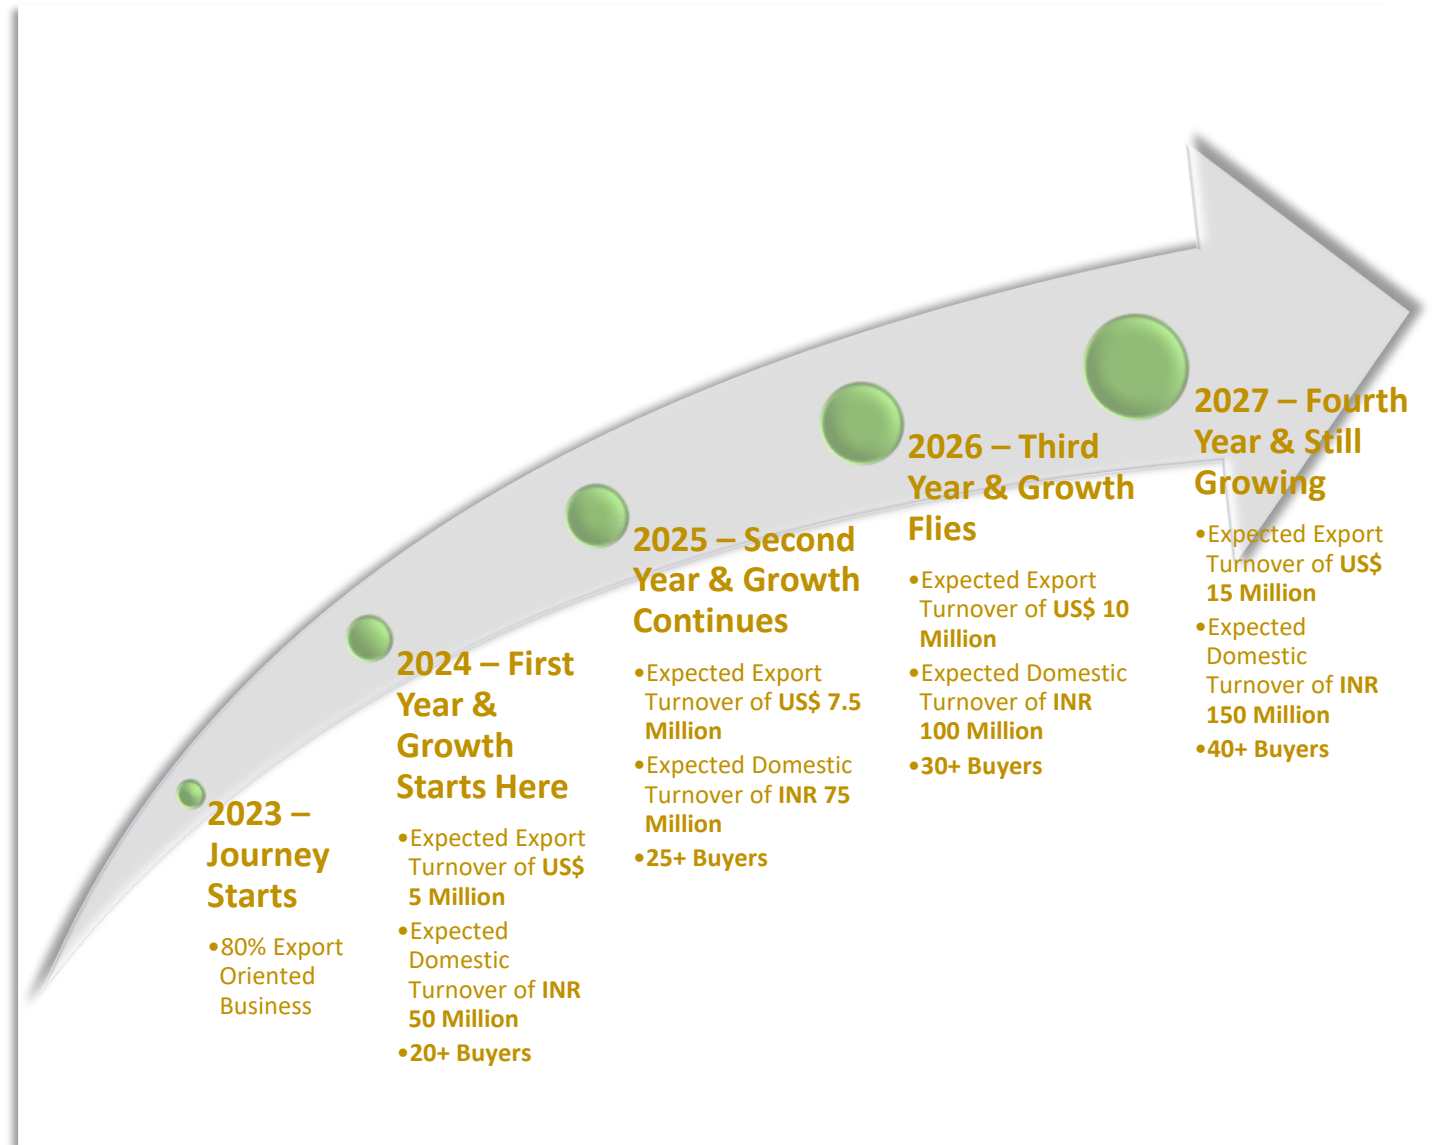 2023 –
Journey
Starts
•80% Export
Oriented
Business
2024 – First
Year &
Growth
Starts Here
•Expected Export
Turnover of US$
5 Million
•Expected
Domestic
Turnover of INR
50 Million
•20+ Buyers
2025 – Second
Year & Growth
Continues
•Expected Export
Turnover of US$ 7.5
Million
•Expected Domestic
Turnover of INR 75
Million
•25+ Buyers
2026 – Third
Year & Growth
Flies
•Expected Export
Turnover of US$ 10
Million
•Expected Domestic
Turnover of INR
100 Million
•30+ Buyers
2027 – Fourth
Year & Still
Growing
•Expected Export
Turnover of US$
15 Million
•Expected
Domestic
Turnover of INR
150 Million
•40+ Buyers